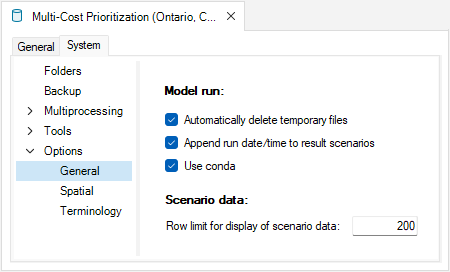 Multi-Cost Prioritization (Ontario, C...
General System
Folders
Backup
Multiprocessing
Tools
Options
General
Spatial
Terminology
Model run:
Automatically delete temporary files
Append run date/time to result scenarios
Use conda
Scenario data:
Row limit for display of scenario data: 200